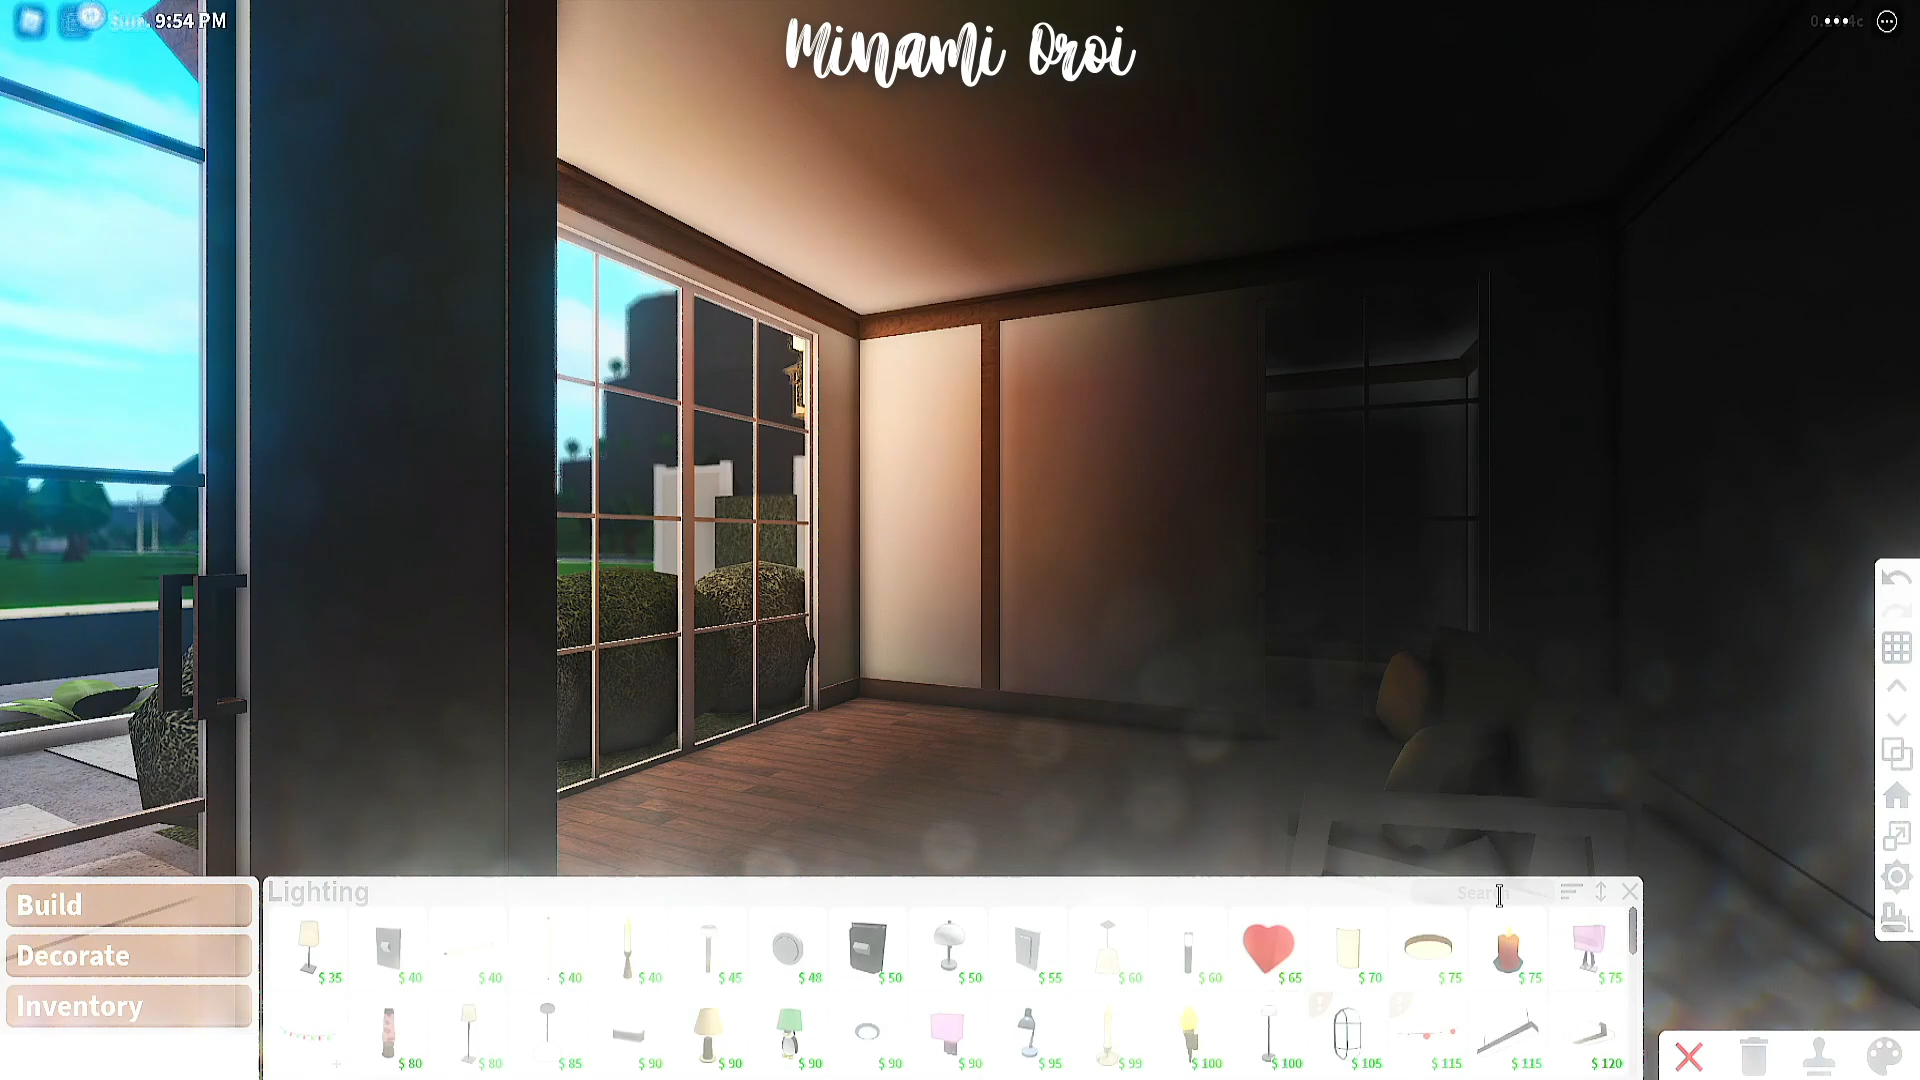 Sun. 9:54 PM
Minami Oroi
Build
Decorate
Inventory
Lighting
$35 $40 $40 $40 $40 $45 $48 $50 $50 $55 $60 $60 $65 $70 $75 $75 $75
$80 $80 $85 $90 $90 $90 $90 $90 $95 $99 $100 $100 $105 $115 $115 $120